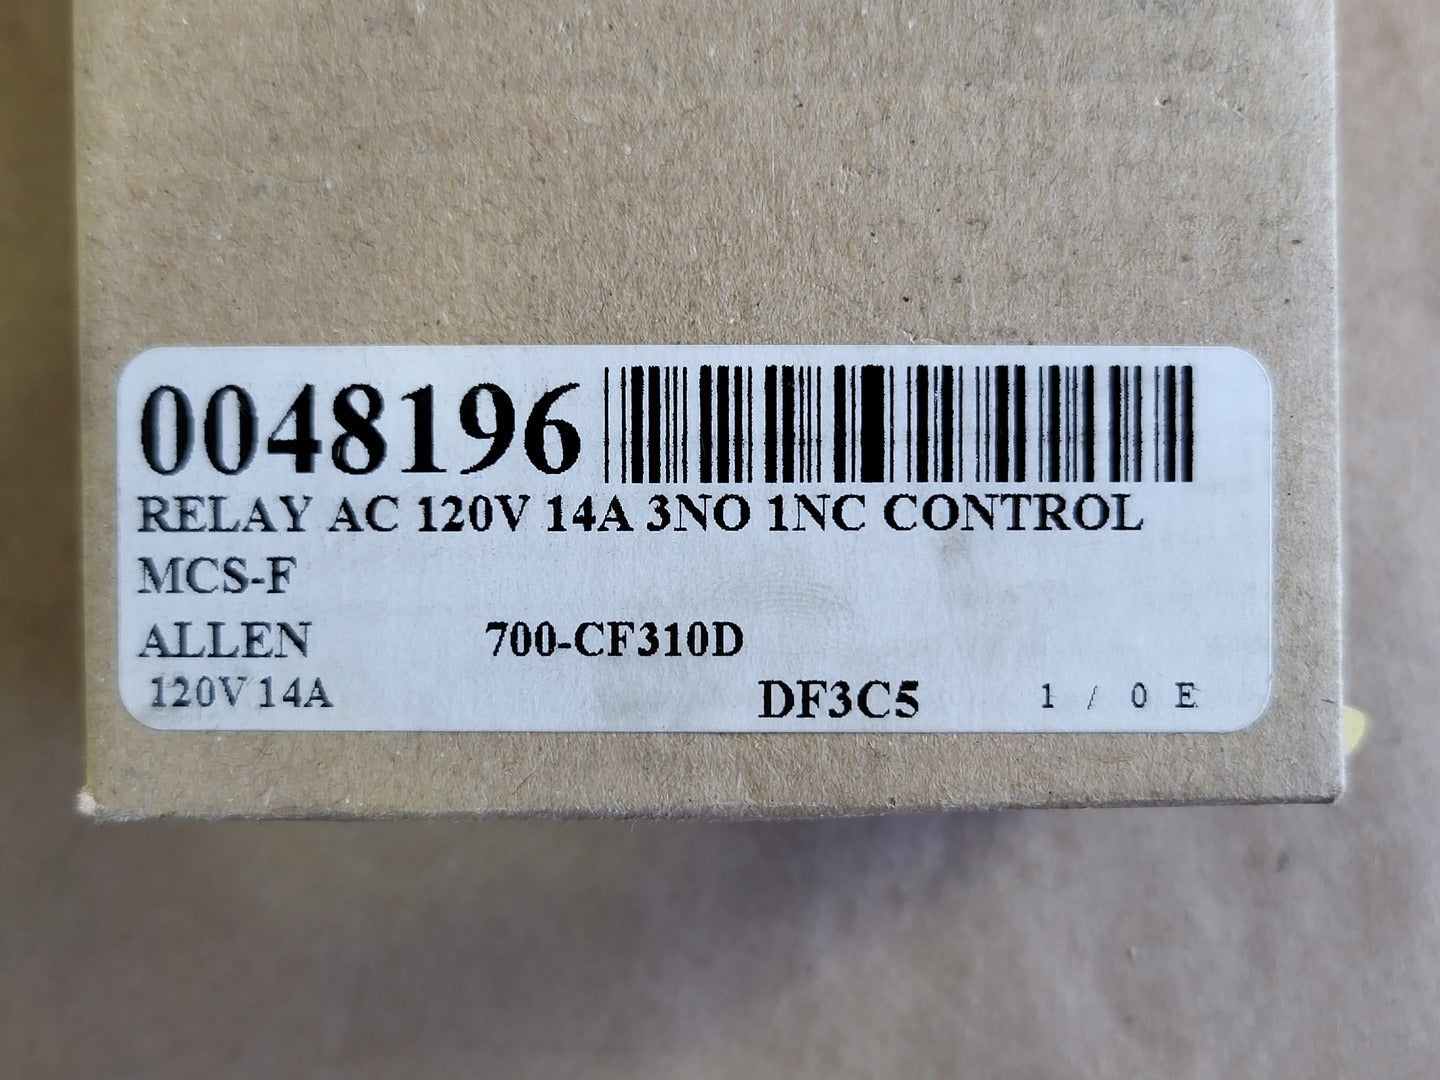 0048196
RELAY AC 120V 14A 3NO 1NC CONTROL
MCS-F
ALLEN 700-CF310D
120V 14A DF3C5 1 / 0 E